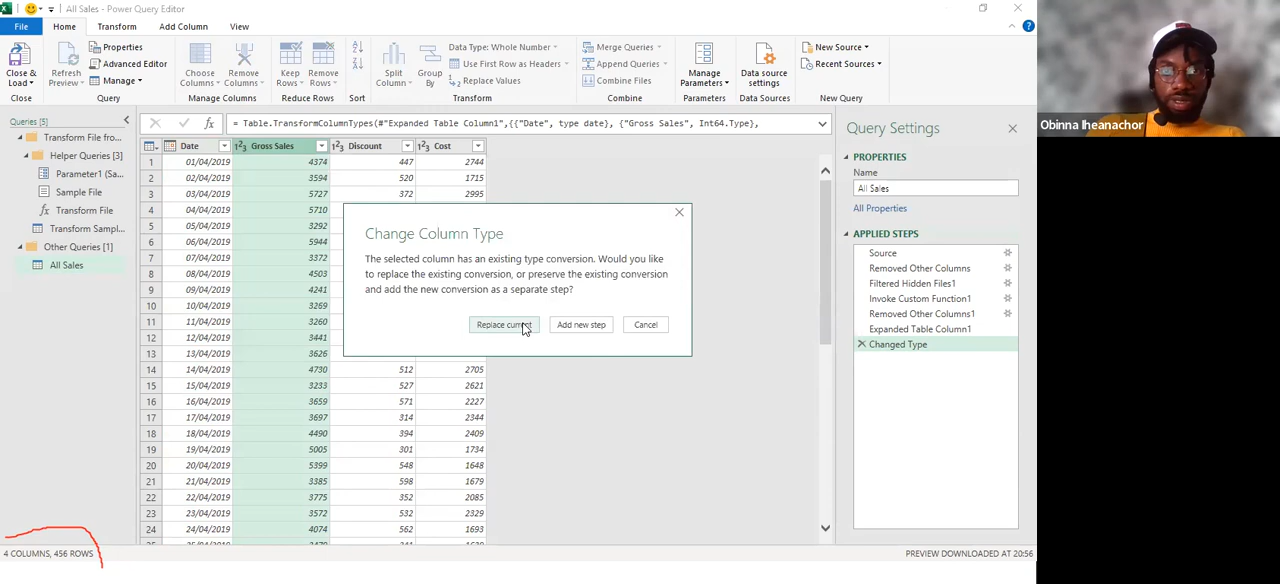 All Sales - Power Query Editor
File Home Transform Add Column View
Close & Load
Close
Refresh Preview
Properties
Advanced Editor
Manage
Query
Choose Columns
Remove Columns
Manage Columns
Keep Rows
Remove Rows
Reduce Rows
Sort
Split Column
Group By
Data Type: Whole Number
Use First Row as Headers
Replace Values
Transform
Merge Queries
Append Queries
Combine Files
Combine
Manage Parameters
Parameters
Data source settings
Data Sources
New Source
Recent Sources
New Query
Queries [5]
= Table.TransformColumnTypes(#"Expanded Table Column1",{{"Date", type date}, {"Gross Sales", Int64.Type},
Transform File fro...
Helper Queries [3]
Parameter1 (Sa...
Sample File
Transform File
Transform Sampl...
Other Queries [1]
All Sales
Date Gross Sales Discount Cost
1 01/04/2019 4374 447 2744
2 02/04/2019 3594 520 1715
3 03/04/2019 5727 372 2995
4 04/04/2019 5710
5 05/04/2019 3292
6 06/04/2019 5944
7 07/04/2019 3372
8 08/04/2019 4503
9 09/04/2019 4241
10 10/04/2019 3269
11 11/04/2019 3260
12 12/04/2019 3441
13 13/04/2019 3626
14 14/04/2019 4730 512 2705
15 15/04/2019 3233 527 2621
16 16/04/2019 3659 571 2227
17 17/04/2019 3697 314 2344
18 18/04/2019 4490 394 2409
19 19/04/2019 5005 301 1734
20 20/04/2019 5399 548 1648
21 21/04/2019 3385 598 1679
22 22/04/2019 3775 352 2085
23 23/04/2019 3572 532 2329
24 24/04/2019 4074 562 1693
Change Column Type
The selected column has an existing type conversion. Would you like
to replace the existing conversion, or preserve the existing conversion
and add the new conversion as a separate step?
Replace current Add new step Cancel
Query Settings
PROPERTIES
Name
All Sales
All Properties
APPLIED STEPS
Source
Removed Other Columns
Filtered Hidden Files1
Invoke Custom Function1
Removed Other Columns1
Expanded Table Column1
Changed Type
4 COLUMNS, 456 ROWS
PREVIEW DOWNLOADED AT 20:56
Obinna Iheanachor